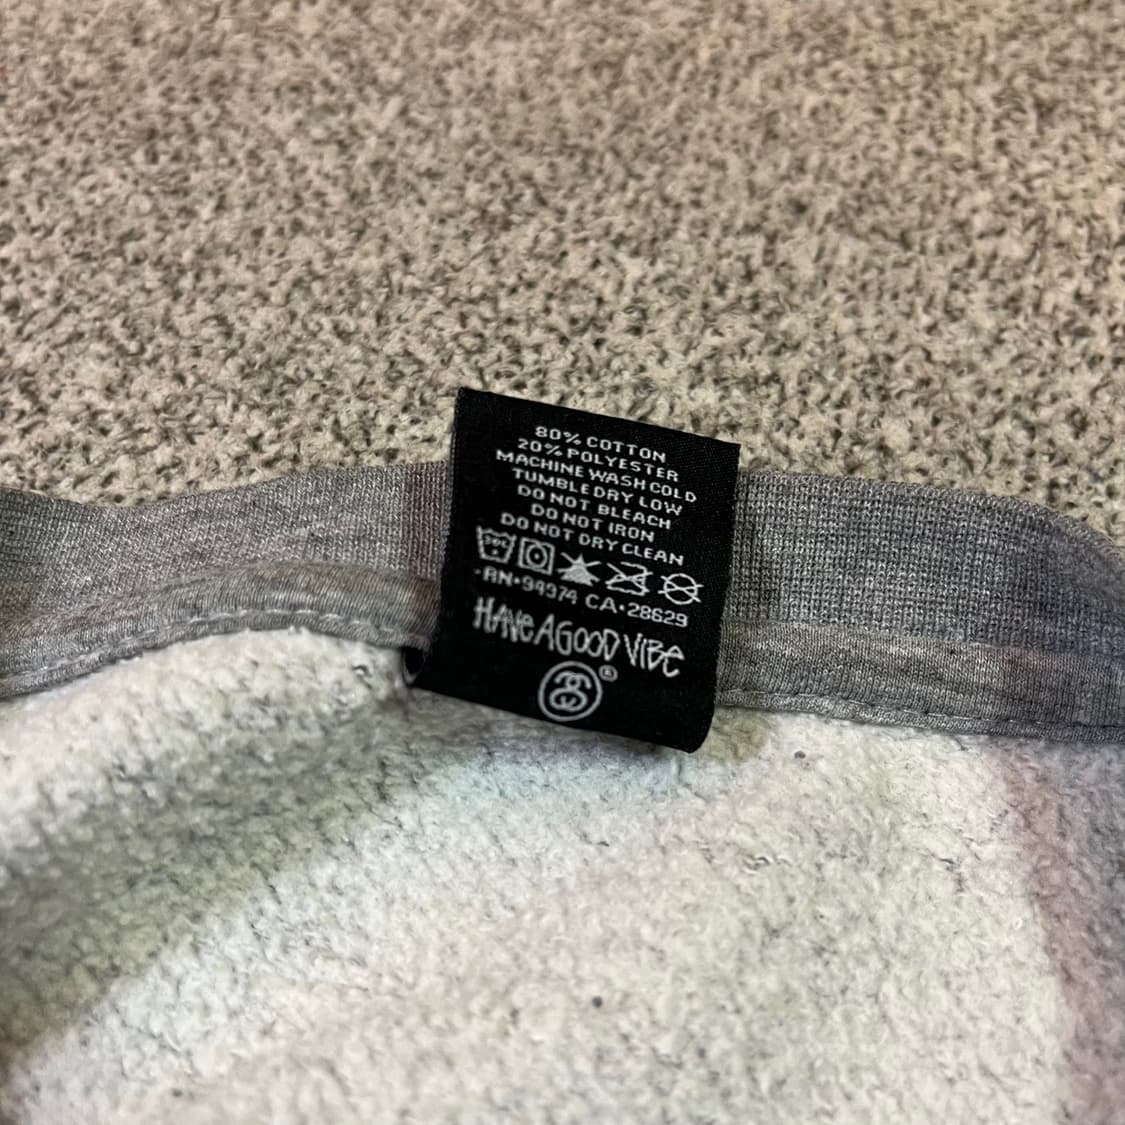 80% COTTON
20% POLYESTER
MACHINE WASH COLD
TUMBLE DRY LOW
DO NOT BLEACH
DO NOT IRON
DO NOT DRY CLEAN
RN•94974 CA•28629
HAVE A GOOD VIBE
®